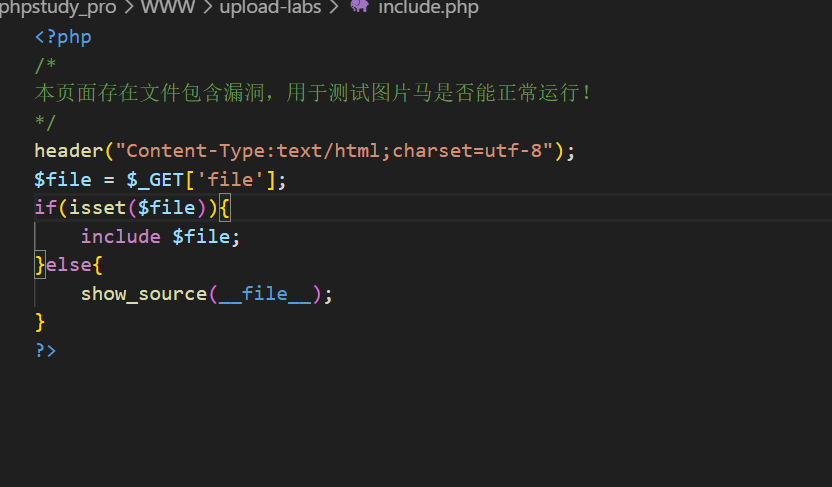 phpstudy_pro > WWW > upload-labs > include.php
<?php
/*
本页面存在文件包含漏洞，用于测试图片马是否能正常运行！
*/
header("Content-Type:text/html;charset=utf-8");
$file = $_GET['file'];
if(isset($file)){
    include $file;
}else{
    show_source(__file__);
}
?>